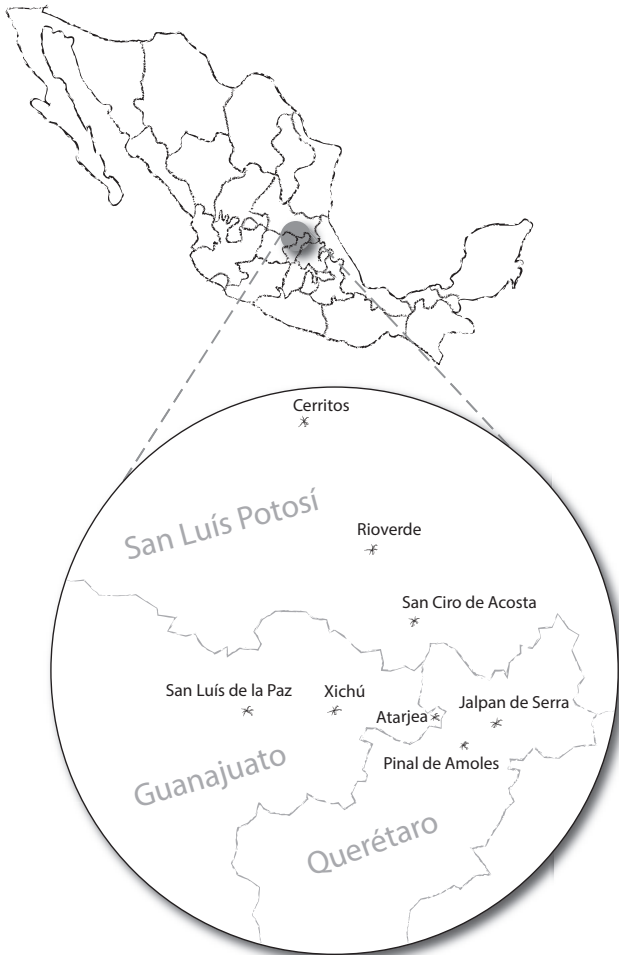 Cerritos
San Luís Potosí
Rioverde
San Ciro de Acosta
San Luís de la Paz
Xichú
Atarjea
Jalpan de Serra
Pinal de Amoles
Guanajuato
Querétaro